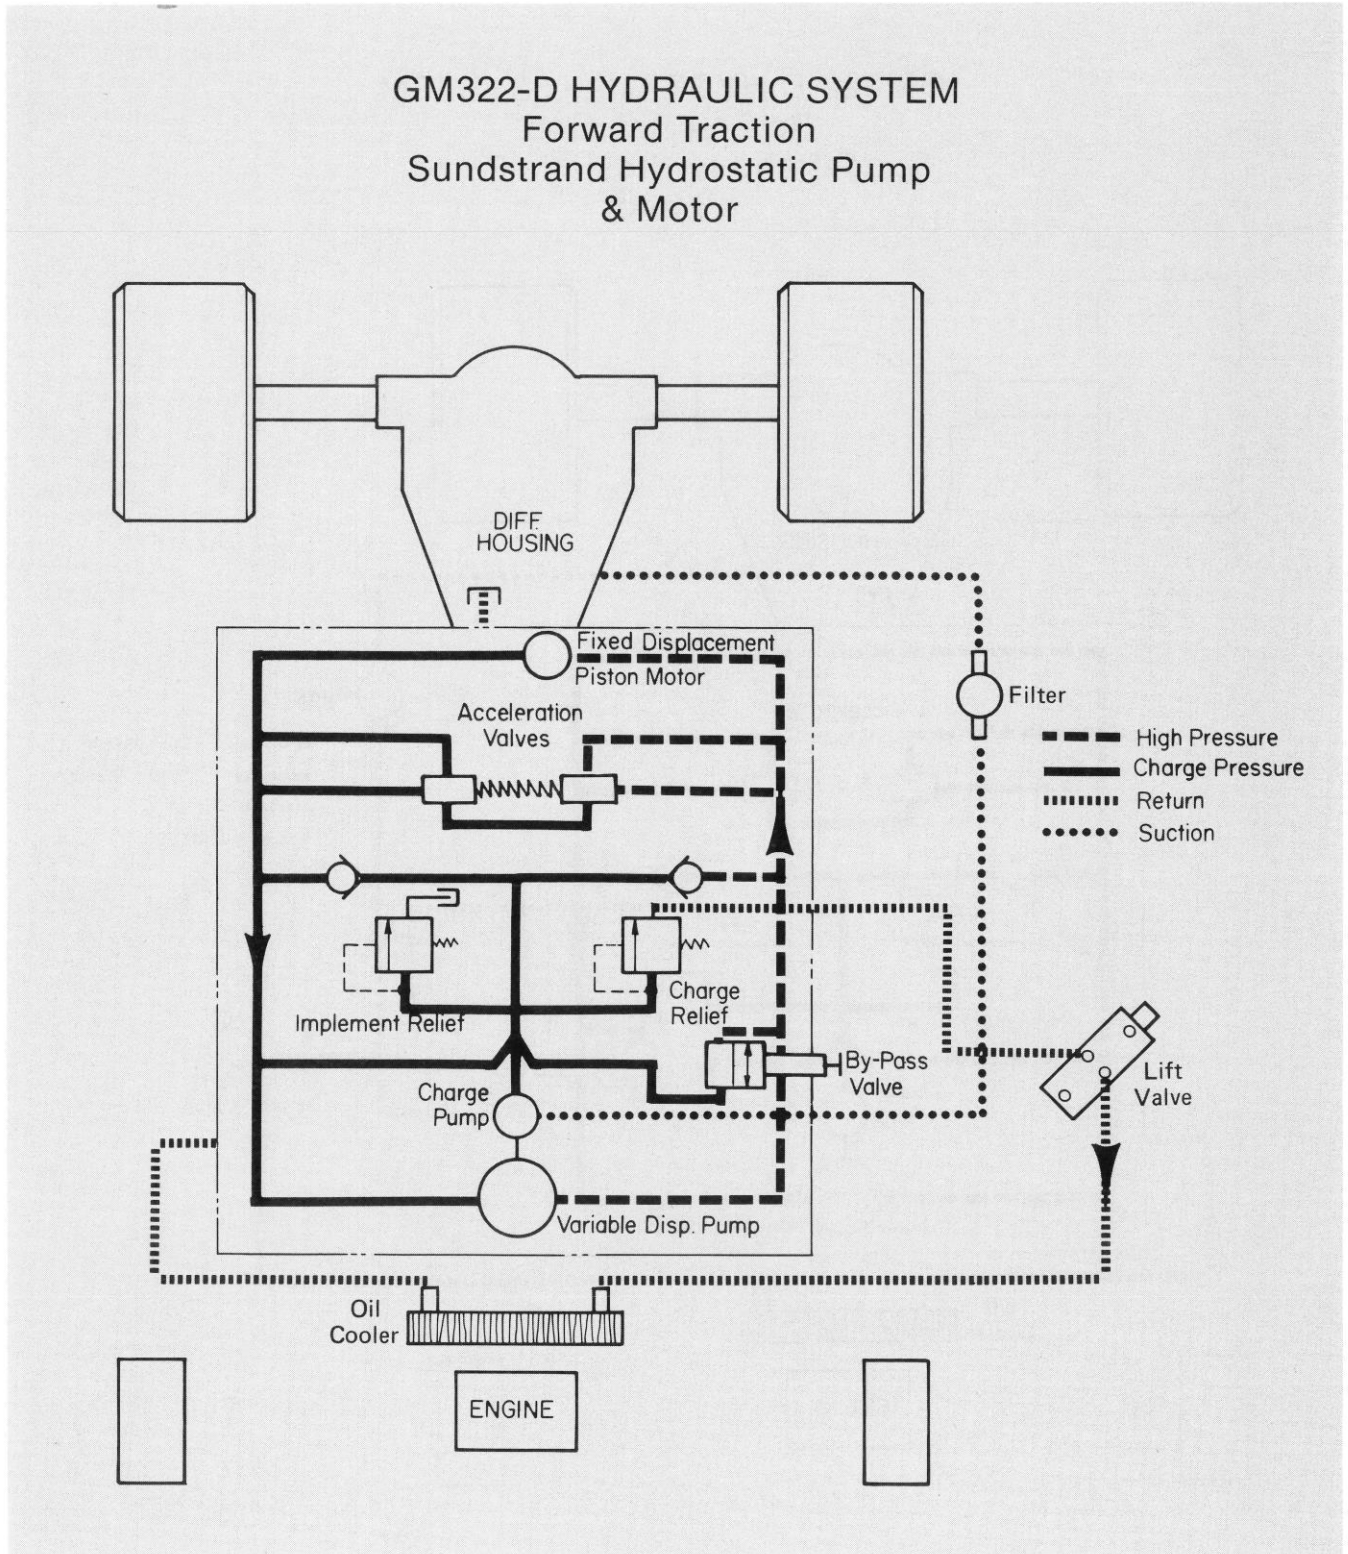 GM322-D HYDRAULIC SYSTEM
Forward Traction
Sundstrand Hydrostatic Pump
& Motor
DIFF.
HOUSING
Fixed Displacement
Piston Motor
Acceleration
Valves
Filter
High Pressure
Charge Pressure
Return
Suction
Implement Relief
Charge
Relief
By-Pass
Valve
Lift
Valve
Charge
Pump
Variable Disp. Pump
Oil
Cooler
ENGINE